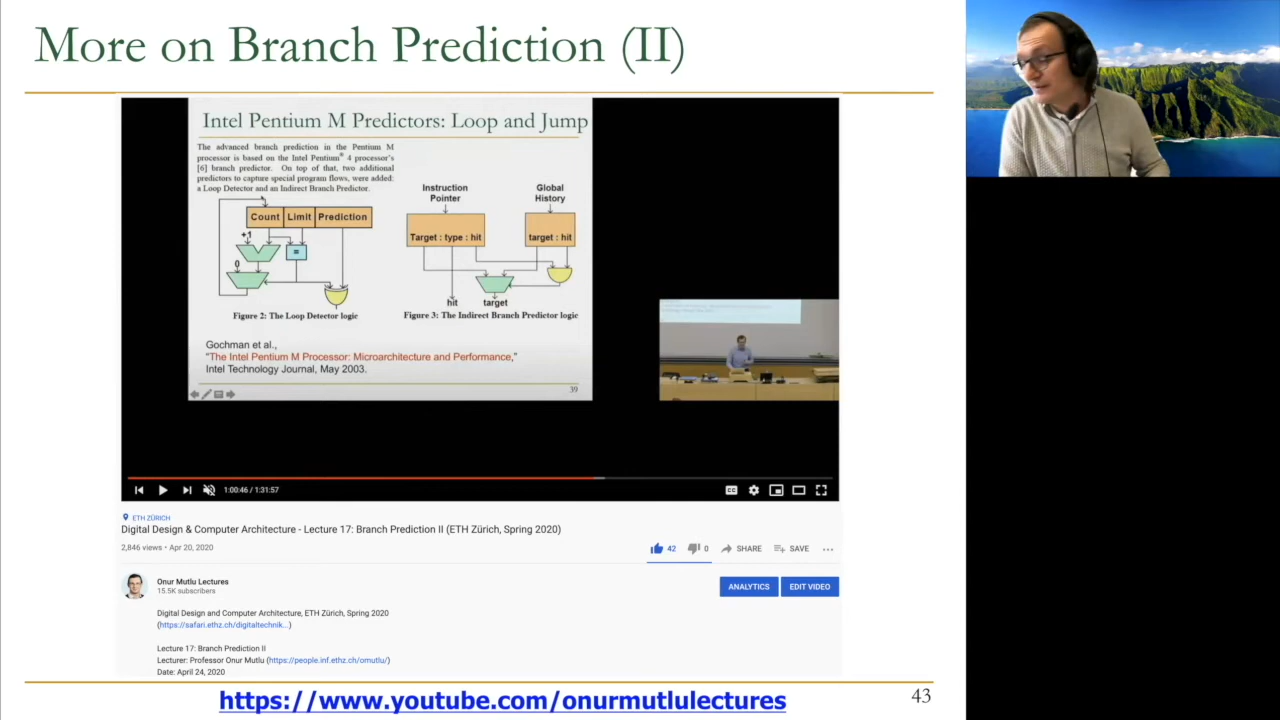 More on Branch Prediction (II)
Intel Pentium M Predictors: Loop and Jump
The advanced branch prediction in the Pentium M
processor is based on the Intel Pentium® 4 processor's
[6] branch predictor. On top of that, two additional
predictors to capture special program flows, were added:
a Loop Detector and an Indirect Branch Predictor.
Count Limit Prediction
+1
=
0
Figure 2: The Loop Detector logic
Instruction
Pointer
Global
History
Target : type : hit
target : hit
hit target
Figure 3: The Indirect Branch Predictor logic
Gochman et al.,
"The Intel Pentium M Processor: Microarchitecture and Performance,"
Intel Technology Journal, May 2003.
39
1:00:46 / 1:31:57
CC
ETH ZÜRICH
Digital Design & Computer Architecture - Lecture 17: Branch Prediction II (ETH Zürich, Spring 2020)
2,846 views • Apr 20, 2020
42 0 SHARE SAVE ...
Onur Mutlu Lectures
15.5K subscribers
ANALYTICS EDIT VIDEO
Digital Design and Computer Architecture, ETH Zürich, Spring 2020
(https://safari.ethz.ch/digitaltechnik...)
Lecture 17: Branch Prediction II
Lecturer: Professor Onur Mutlu (https://people.inf.ethz.ch/omutlu/)
Date: April 24, 2020
https://www.youtube.com/onurmutlulectures
43